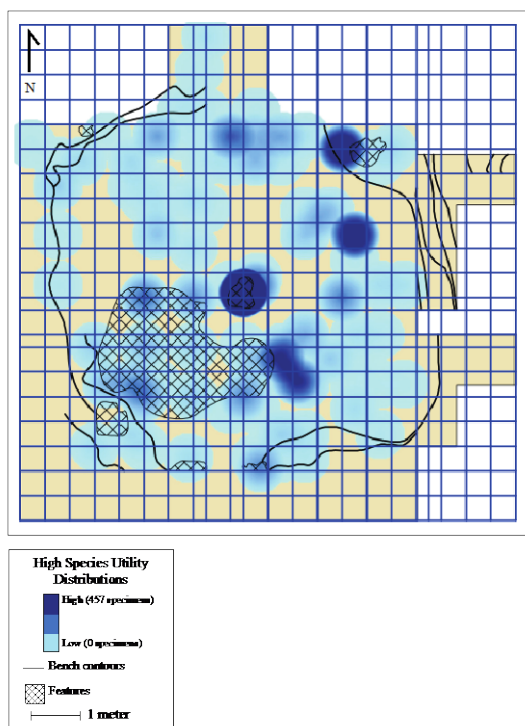 N
High Species Utility
Distributions
High (457 specimens)
Low (0 specimens)
Bench contours
Features
1 meter